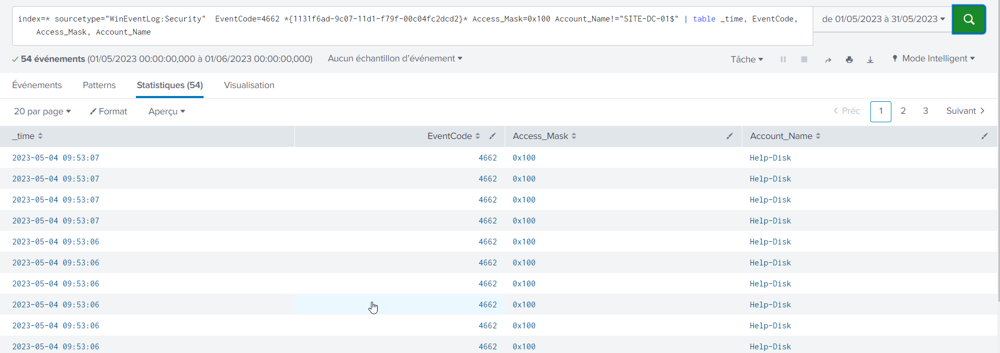 index=* sourcetype="WinEventLog:Security" EventCode=4662 *{1131f6ad-9c07-11d1-f79f-00c04fc2dcd2}* Access_Mask=0x100 Account_Name!="SITE-DC-01$" | table _time, EventCode,
Access_Mask, Account_Name
de 01/05/2023 à 31/05/2023
54 événements (01/05/2023 00:00:00,000 à 01/06/2023 00:00:00,000)
Aucun échantillon d'événement
Tâche
Mode Intelligent
Événements Patterns Statistiques (54) Visualisation
20 par page Format Aperçu
Préc 1 2 3 Suivant
_time EventCode Access_Mask Account_Name
2023-05-04 09:53:07 4662 0x100 Help-Disk
2023-05-04 09:53:07 4662 0x100 Help-Disk
2023-05-04 09:53:07 4662 0x100 Help-Disk
2023-05-04 09:53:07 4662 0x100 Help-Disk
2023-05-04 09:53:06 4662 0x100 Help-Disk
2023-05-04 09:53:06 4662 0x100 Help-Disk
2023-05-04 09:53:06 4662 0x100 Help-Disk
2023-05-04 09:53:06 4662 0x100 Help-Disk
2023-05-04 09:53:06 4662 0x100 Help-Disk
2023-05-04 09:53:06 4662 0x100 Help-Disk